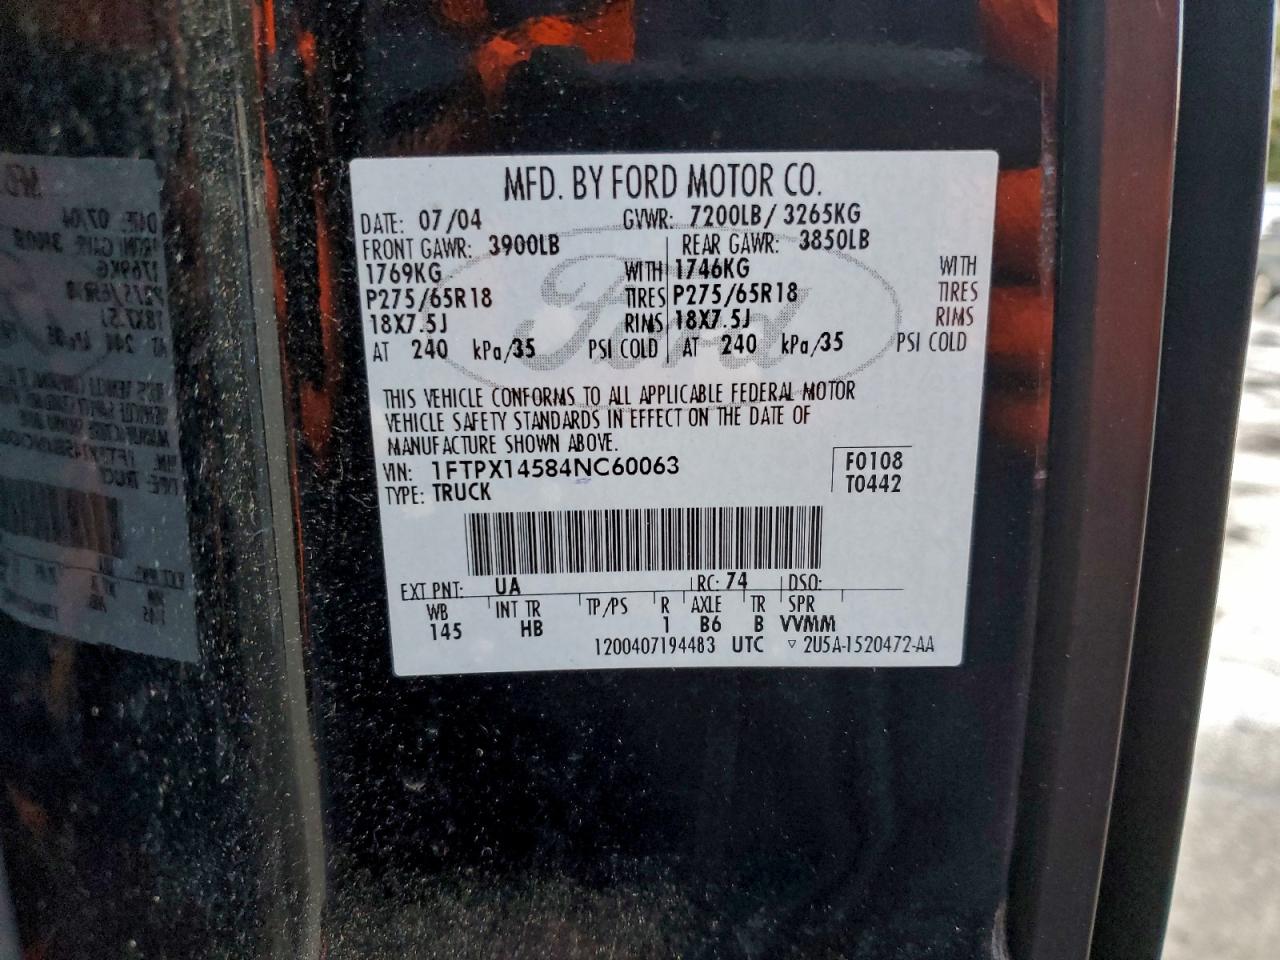 MFD. BY FORD MOTOR CO.
DATE: 07/04 GVWR: 7200LB/ 3265KG
FRONT GAWR: 3900LB REAR GAWR: 3850LB
1769KG WITH 1746KG WITH
P275/65R18 TIRES P275/65R18 TIRES
18X7.5J RIMS 18X7.5J RIMS
AT 240 kPa/35 PSI COLD AT 240 kPa/35 PSI COLD
Ford
THIS VEHICLE CONFORMS TO ALL APPLICABLE FEDERAL MOTOR
VEHICLE SAFETY STANDARDS IN EFFECT ON THE DATE OF
MANUFACTURE SHOWN ABOVE.
VIN: 1FTPX14584NC60063 F0108
TYPE: TRUCK T0442
EXT PNT: UA RC: 74 DSO:
WB INT TR TP/PS R AXLE TR SPR
145 HB 1 B6 B VVMM
1200407194483 UTC ▽ 2U5A-1520472-AA